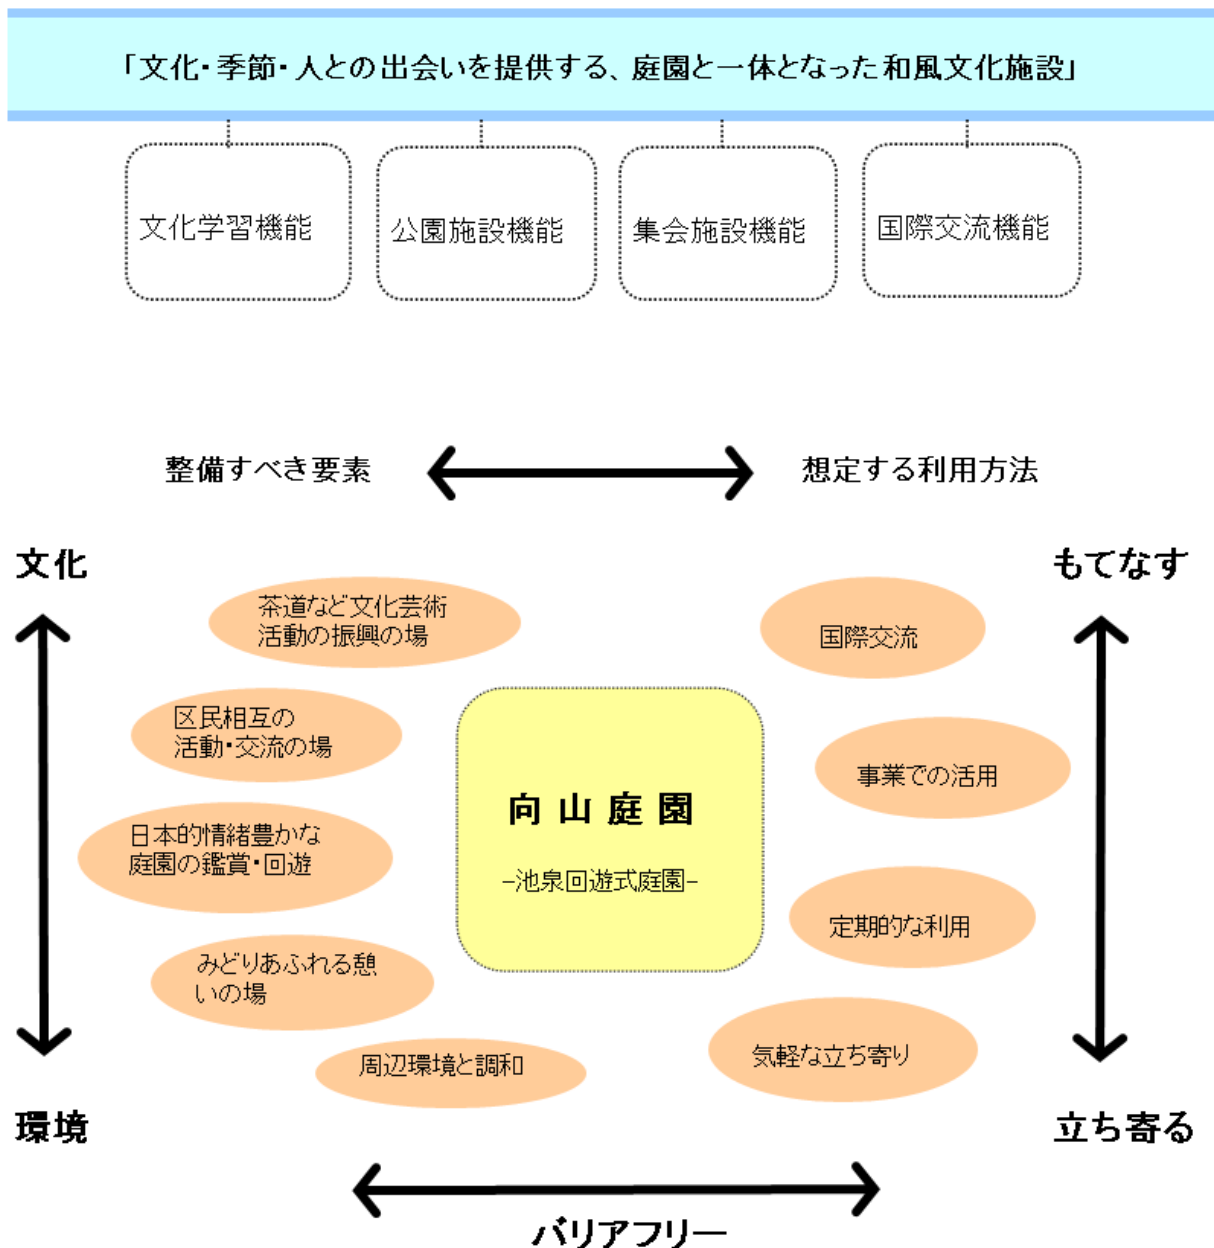 「文化・季節・人との出会いを提供する、庭園と一体となった和風文化施設」
文化学習機能
公園施設機能
集会施設機能
国際交流機能
整備すべき要素
想定する利用方法
文化
もてなす
茶道など文化芸術
活動の振興の場
国際交流
区民相互の
活動・交流の場
事業での活用
向山庭園
−池泉回遊式庭園−
日本的情緒豊かな
庭園の鑑賞・回遊
定期的な利用
みどりあふれる憩
いの場
気軽な立ち寄り
周辺環境と調和
環境
立ち寄る
バリアフリー